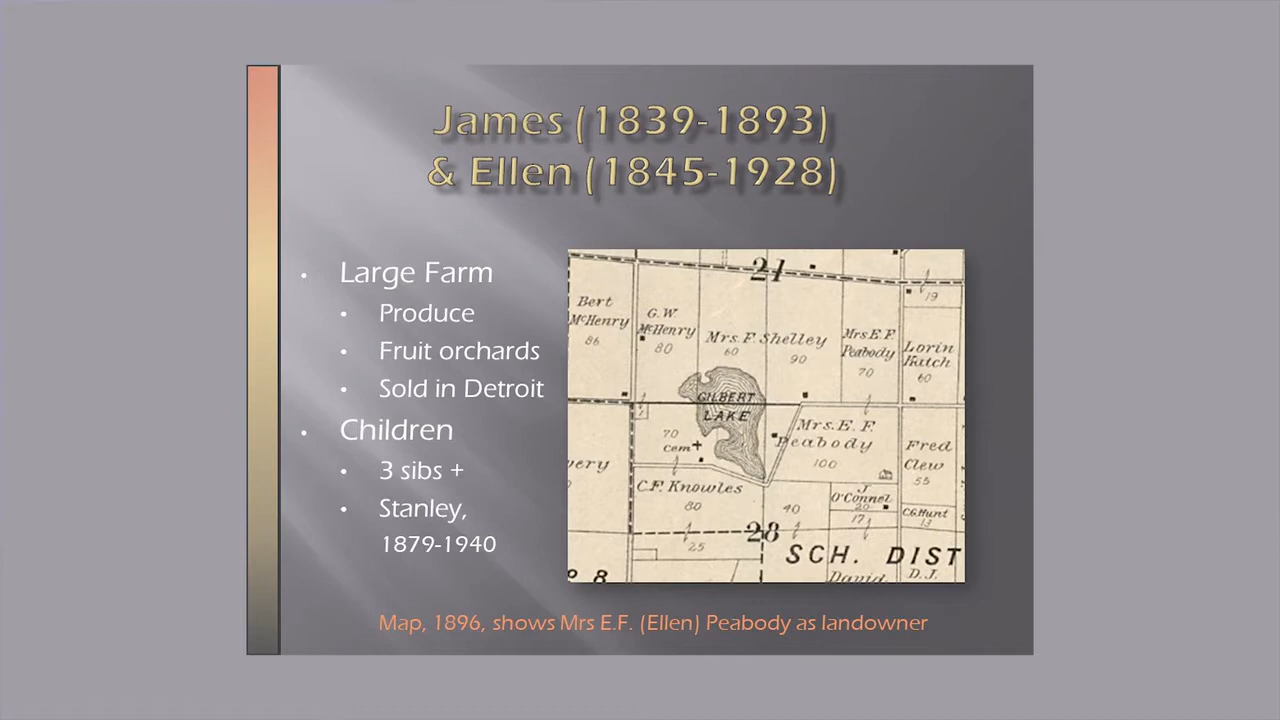 James (1839-1893)
& Ellen (1845-1928)
• Large Farm
• Produce
• Fruit orchards
• Sold in Detroit
• Children
• 3 sibs +
• Stanley,
1879-1940
21
19
Bert
McHenry
86
G.W.
McHenry
80
Mrs. F. Shelley
60
90
Mrs E.F.
Peabody
70
Lorin
Hatch
60
GILBERT
LAKE
70
Cem
Mrs. E. F.
Peabody
100
Fred
Clew
55
very
C.F. Knowles
80
40
J.
O'Connel
20
17
C.G. Hunt
13
28
25
SCH. DIST
David
D. J.
Map, 1896, shows Mrs E.F. (Ellen) Peabody as landowner